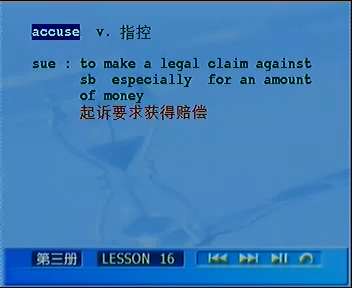 accuse v. 指控
sue : to make a legal claim against
sb especially for an amount
of money
起诉要求获得赔偿
第三册 LESSON 16